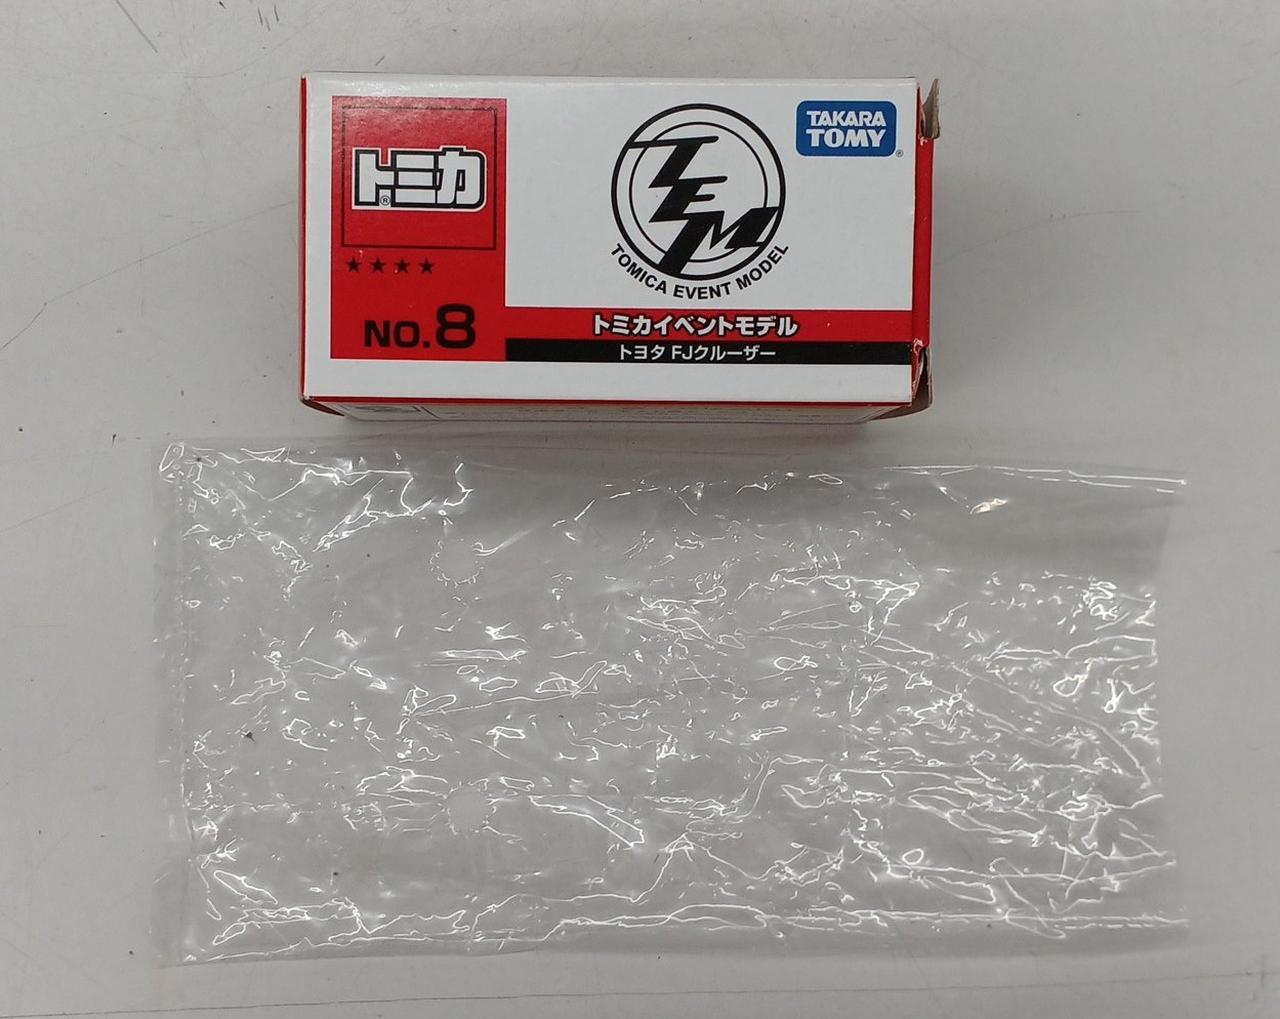 トミカ®
★★★★
NO.8
TEM
TOMICA EVENT MODEL
TAKARA
TOMY®
トミカイベントモデル
トヨタ FJクルーザー